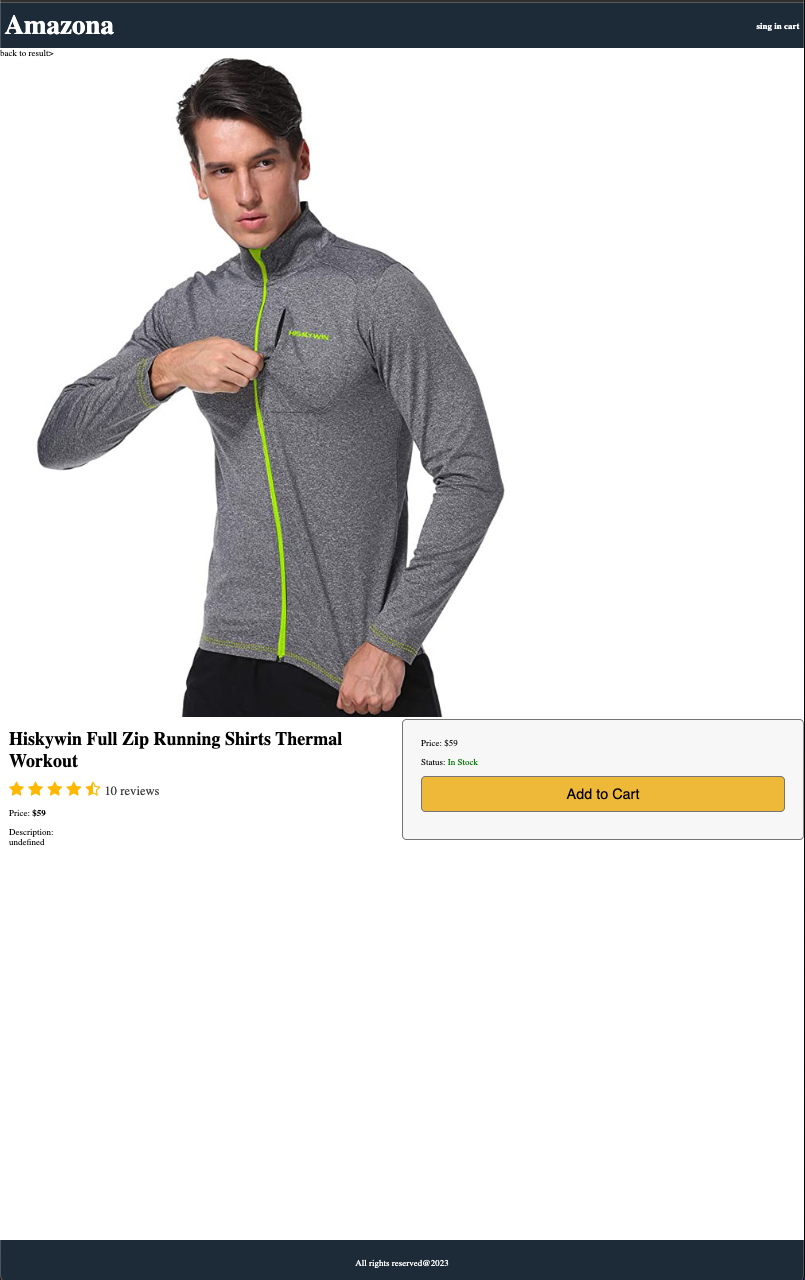 Amazona
sing in cart
back to result>
HISKYWIN
Hiskywin Full Zip Running Shirts Thermal
Workout
10 reviews
Price: $59
Description:
undefined
Price: $59
Status: In Stock
Add to Cart
All rights reserved@2023